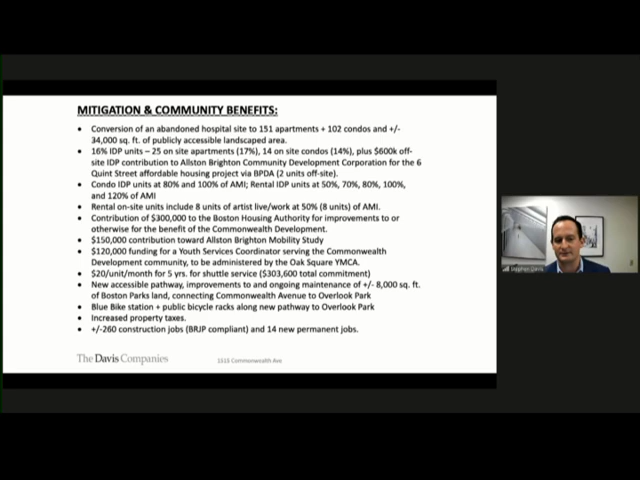 MITIGATION & COMMUNITY BENEFITS:
• Conversion of an abandoned hospital site to 151 apartments + 102 condos and +/-
34,000 sq. ft. of publicly accessible landscaped area.
• 16% IDP units – 25 on site apartments (17%), 14 on site condos (14%), plus $600k off-
site IDP contribution to Allston Brighton Community Development Corporation for the 6
Quint Street affordable housing project via BPDA (2 units off-site).
• Condo IDP units at 80% and 100% of AMI; Rental IDP units at 50%, 70%, 80%, 100%,
and 120% of AMI
• Rental on-site units include 8 units of artist live/work at 50% (8 units) of AMI.
• Contribution of $300,000 to the Boston Housing Authority for improvements to or
otherwise for the benefit of the Commonwealth Development.
• $150,000 contribution toward Allston Brighton Mobility Study
• $120,000 funding for a Youth Services Coordinator serving the Commonwealth
Development community, to be administered by the Oak Square YMCA.
• $20/unit/month for 5 yrs. for shuttle service ($303,600 total commitment)
• New accessible pathway, improvements to and ongoing maintenance of +/- 8,000 sq. ft.
of Boston Parks land, connecting Commonwealth Avenue to Overlook Park
• Blue Bike station + public bicycle racks along new pathway to Overlook Park
• Increased property taxes.
• +/-260 construction jobs (BRJP compliant) and 14 new permanent jobs.
The Davis Companies
1515 Commonwealth Ave
Stephen Davis